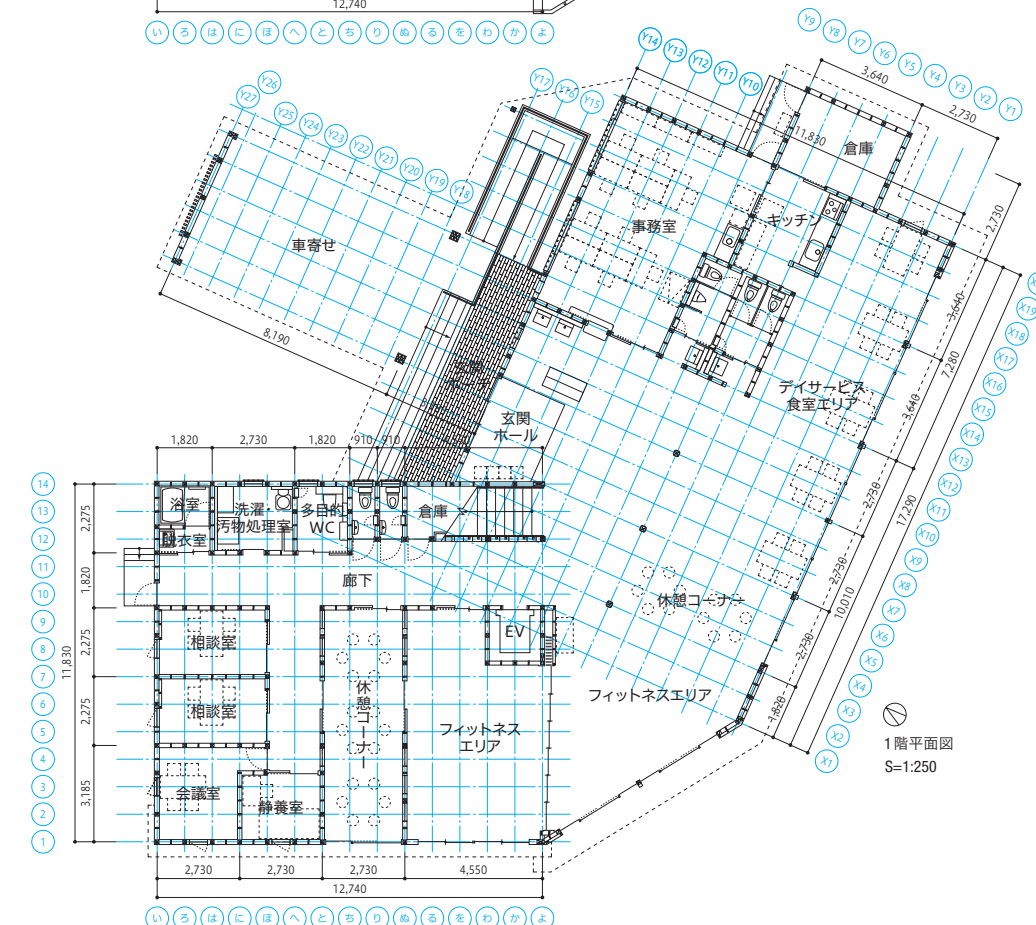 12,740
い ろ は に ほ へ と ち り ぬ る を わ か よ
Y9 Y8 Y7 Y6 Y5 Y4 Y3 Y2 Y1
Y14 Y13 Y12 Y11 Y10
Y17 Y16 Y15
Y27 Y26 Y25 Y24 Y23 Y22 Y21 Y20 Y19 Y18
3,640
2,730
11,830
倉庫
2,730
事務室
キッチン
車寄せ
8,190
3,640
7,280
X19
X18
X17
X16
X15
X14
X13
X12
X11
X10
X9
X8
X7
X6
X5
X4
X3
X2
X1
デイサービス
食室エリア
3,640
玄関
ホール
2,730
17,290
2,730
10,010
2,730
1,820
1,820 2,730 1,820 910 910
14
13
12
11
10
9
8
7
6
5
4
3
2
1
2,275
1,820
2,275
2,275
3,185
11,830
浴室
脱衣室
洗濯・
汚物処理室
多目的
WC
倉庫
廊下
休憩コーナー
相談室
EV
相談室
休憩コーナー
フィットネスエリア
フィットネス
エリア
会議室
静養室
1階平面図
S=1:250
2,730 2,730 2,730 4,550
12,740
い ろ は に ほ へ と ち り ぬ る を わ か よ